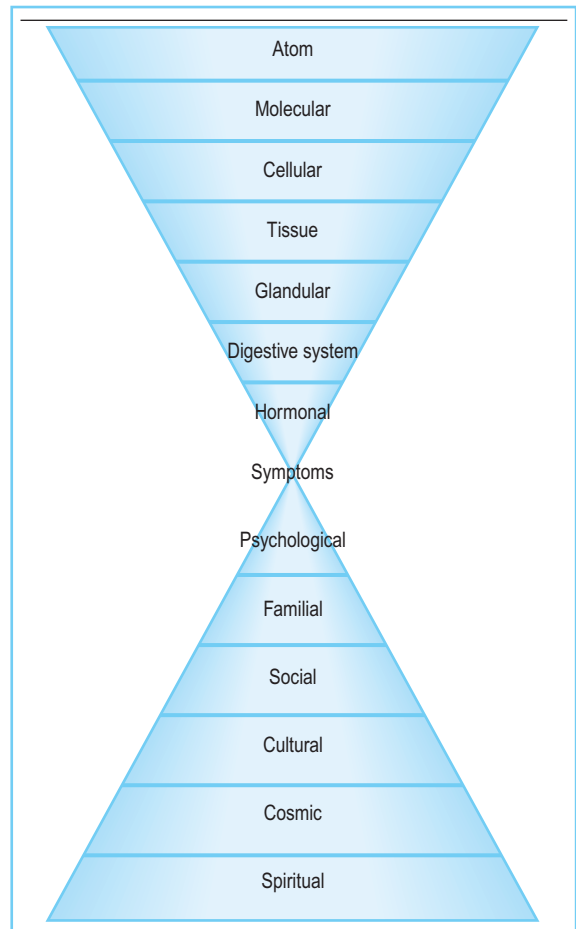 Atom
Molecular
Cellular
Tissue
Glandular
Digestive system
Hormonal
Symptoms
Psychological
Familial
Social
Cultural
Cosmic
Spiritual